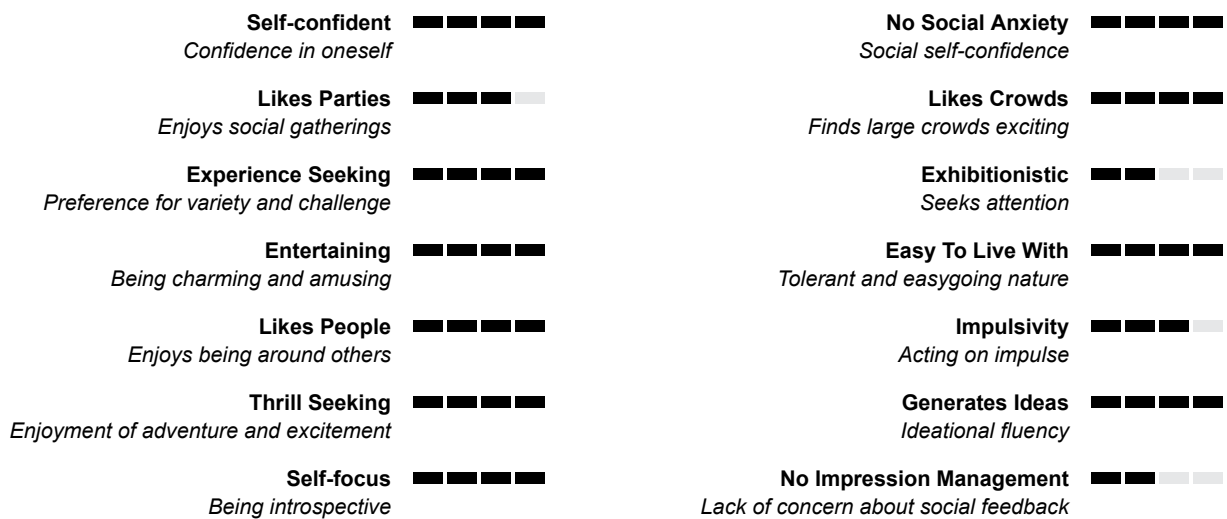 Self-confident
Confidence in oneself
Likes Parties
Enjoys social gatherings
Experience Seeking
Preference for variety and challenge
Entertaining
Being charming and amusing
Likes People
Enjoys being around others
Thrill Seeking
Enjoyment of adventure and excitement
Self-focus
Being introspective
No Social Anxiety
Social self-confidence
Likes Crowds
Finds large crowds exciting
Exhibitionistic
Seeks attention
Easy To Live With
Tolerant and easygoing nature
Impulsivity
Acting on impulse
Generates Ideas
Ideational fluency
No Impression Management
Lack of concern about social feedback